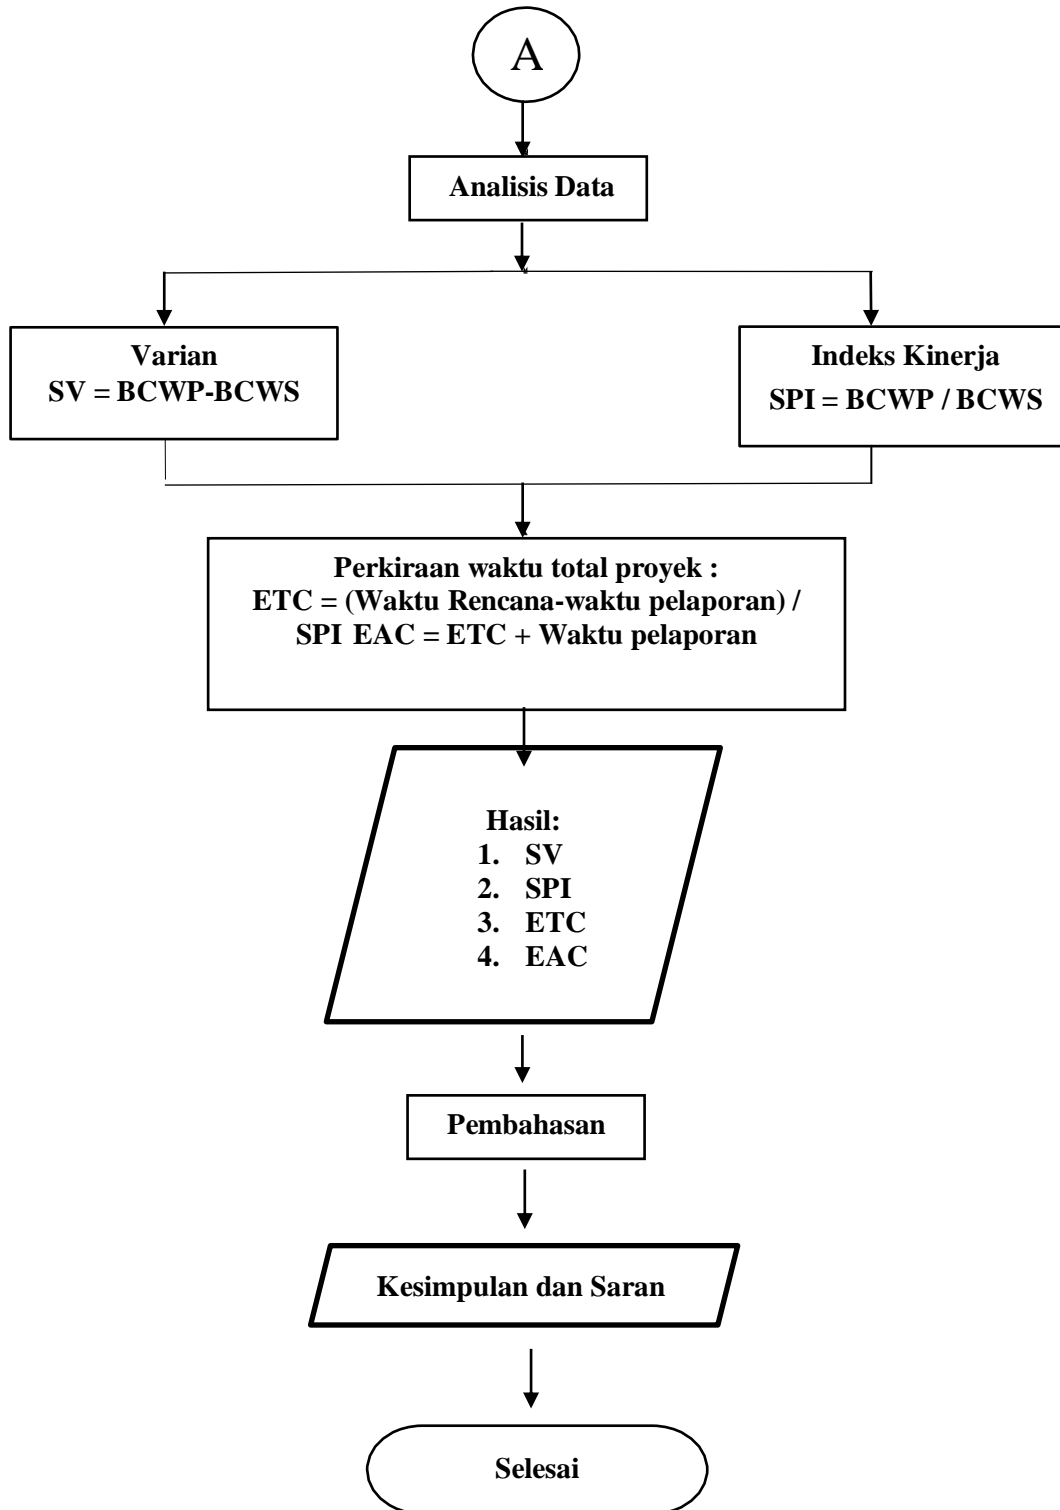 A
Analisis Data
Varian
SV = BCWP-BCWS
Indeks Kinerja
SPI = BCWP / BCWS
Perkiraan waktu total proyek :
ETC = (Waktu Rencana-waktu pelaporan) /
SPI EAC = ETC + Waktu pelaporan
Hasil:
1. SV
2. SPI
3. ETC
4. EAC
Pembahasan
Kesimpulan dan Saran
Selesai